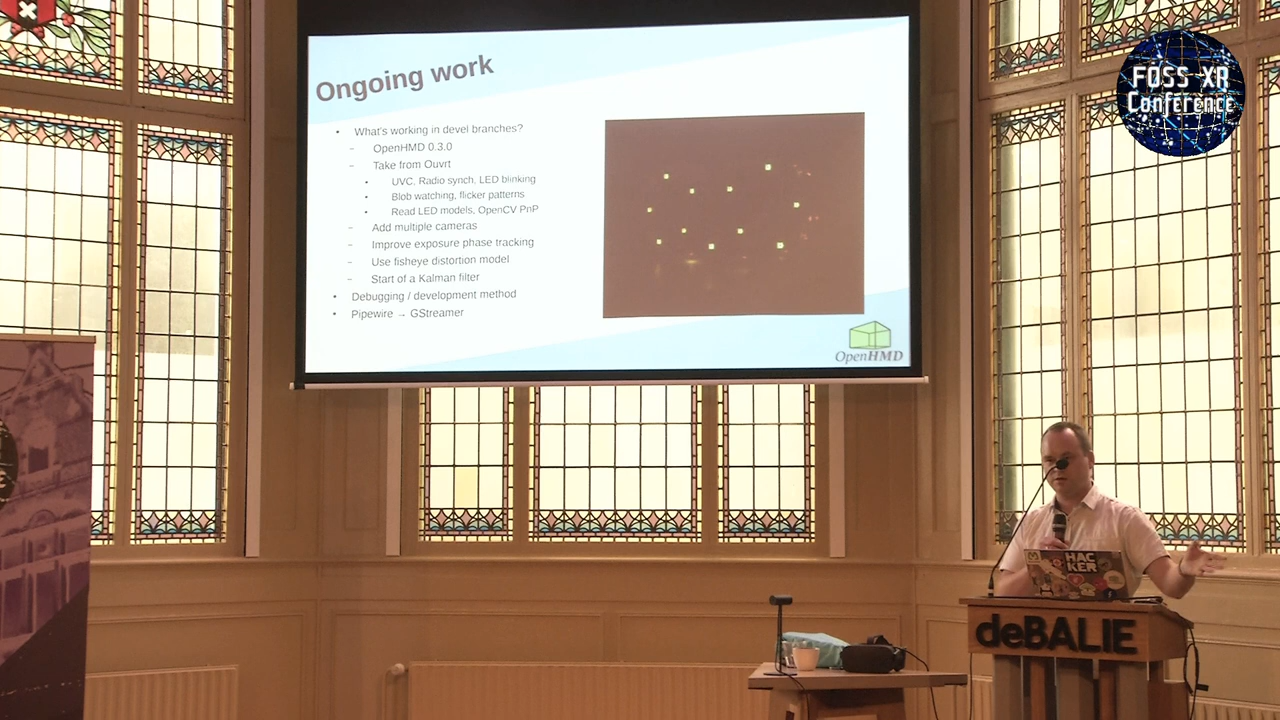 FOSS XR
Conference
Ongoing work
• What's working in devel branches?
– OpenHMD 0.3.0
– Take from Ouvrt
• UVC, Radio synch, LED blinking
• Blob watching, flicker patterns
• Read LED models, OpenCV PnP
– Add multiple cameras
– Improve exposure phase tracking
– Use fisheye distortion model
– Start of a Kalman filter
• Debugging / development method
• Pipewire → GStreamer
OpenHMD
HAC
KER
deBALIE